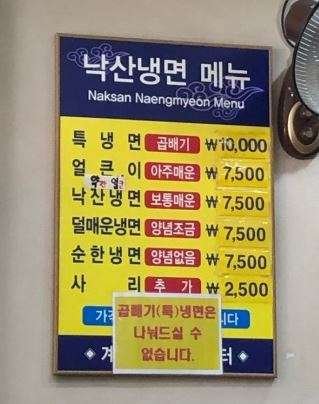 낙산냉면 메뉴
Naksan Naengmyeon Menu
특냉면 곱배기 ₩10,000
얼큰이 아주매운 ₩7,500
낙산냉면 보통매운 ₩7,500
덜매운냉면 양념조금 ₩7,500
순한냉면 양념없음 ₩7,500
사리 추가 ₩2,500
곱빼기(특)냉면은
나눠드실 수
없습니다.